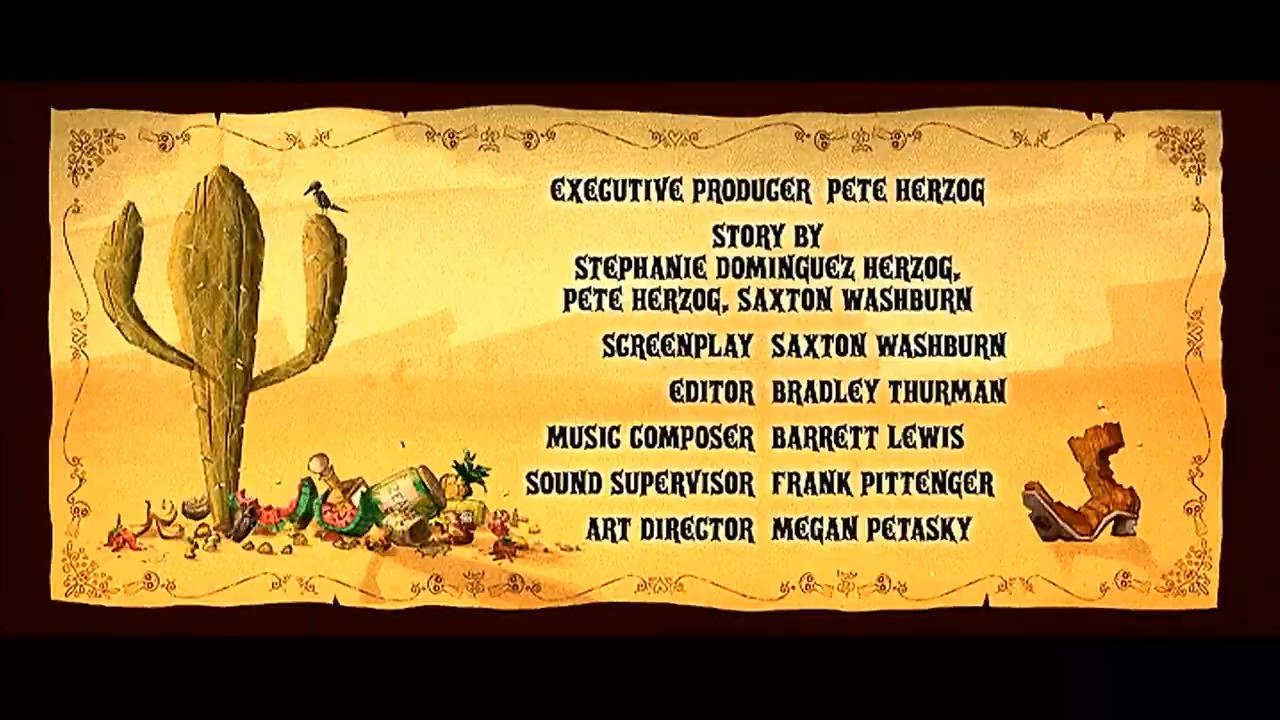 EXECUTIVE PRODUCER PETE HERZOG
STORY BY
STEPHANIE DOMINGUEZ HERZOG,
PETE HERZOG, SAXTON WASHBURN
SCREENPLAY SAXTON WASHBURN
EDITOR BRADLEY THURMAN
MUSIC COMPOSER BARRETT LEWIS
SOUND SUPERVISOR FRANK PITTENGER
ART DIRECTOR MEGAN PETASKY